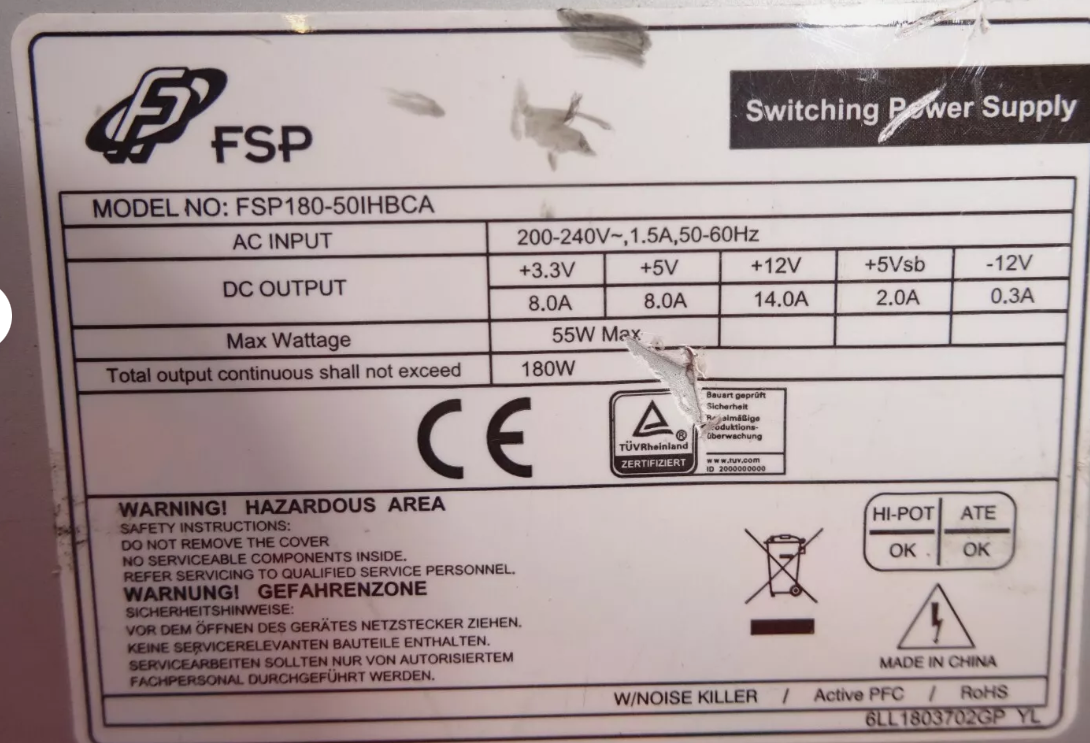 FSP
Switching Power Supply
MODEL NO: FSP180-50IHBCA
AC INPUT 200-240V~,1.5A,50-60Hz
DC OUTPUT +3.3V +5V +12V +5Vsb -12V
8.0A 8.0A 14.0A 2.0A 0.3A
Max Wattage 55W Max
Total output continuous shall not exceed 180W
CE
TÜVRheinland ®
ZERTIFIZIERT
Bauart geprüft
Sicherheit
überwachung
www.tuv.com
ID 2000000000
WARNING! HAZARDOUS AREA
SAFETY INSTRUCTIONS:
DO NOT REMOVE THE COVER
NO SERVICEABLE COMPONENTS INSIDE.
REFER SERVICING TO QUALIFIED SERVICE PERSONNEL.
WARNUNG! GEFAHRENZONE
SICHERHEITSHINWEISE:
VOR DEM ÖFFNEN DES GERÄTES NETZSTECKER ZIEHEN.
KEINE SERVICERELEVANTEN BAUTEILE ENTHALTEN.
SERVICEARBEITEN SOLLTEN NUR VON AUTORISIERTEM
FACHPERSONAL DURCHGEFÜHRT WERDEN.
HI-POT ATE
OK OK
MADE IN CHINA
W/NOISE KILLER / Active PFC / RoHS
6LL1803702GP YL